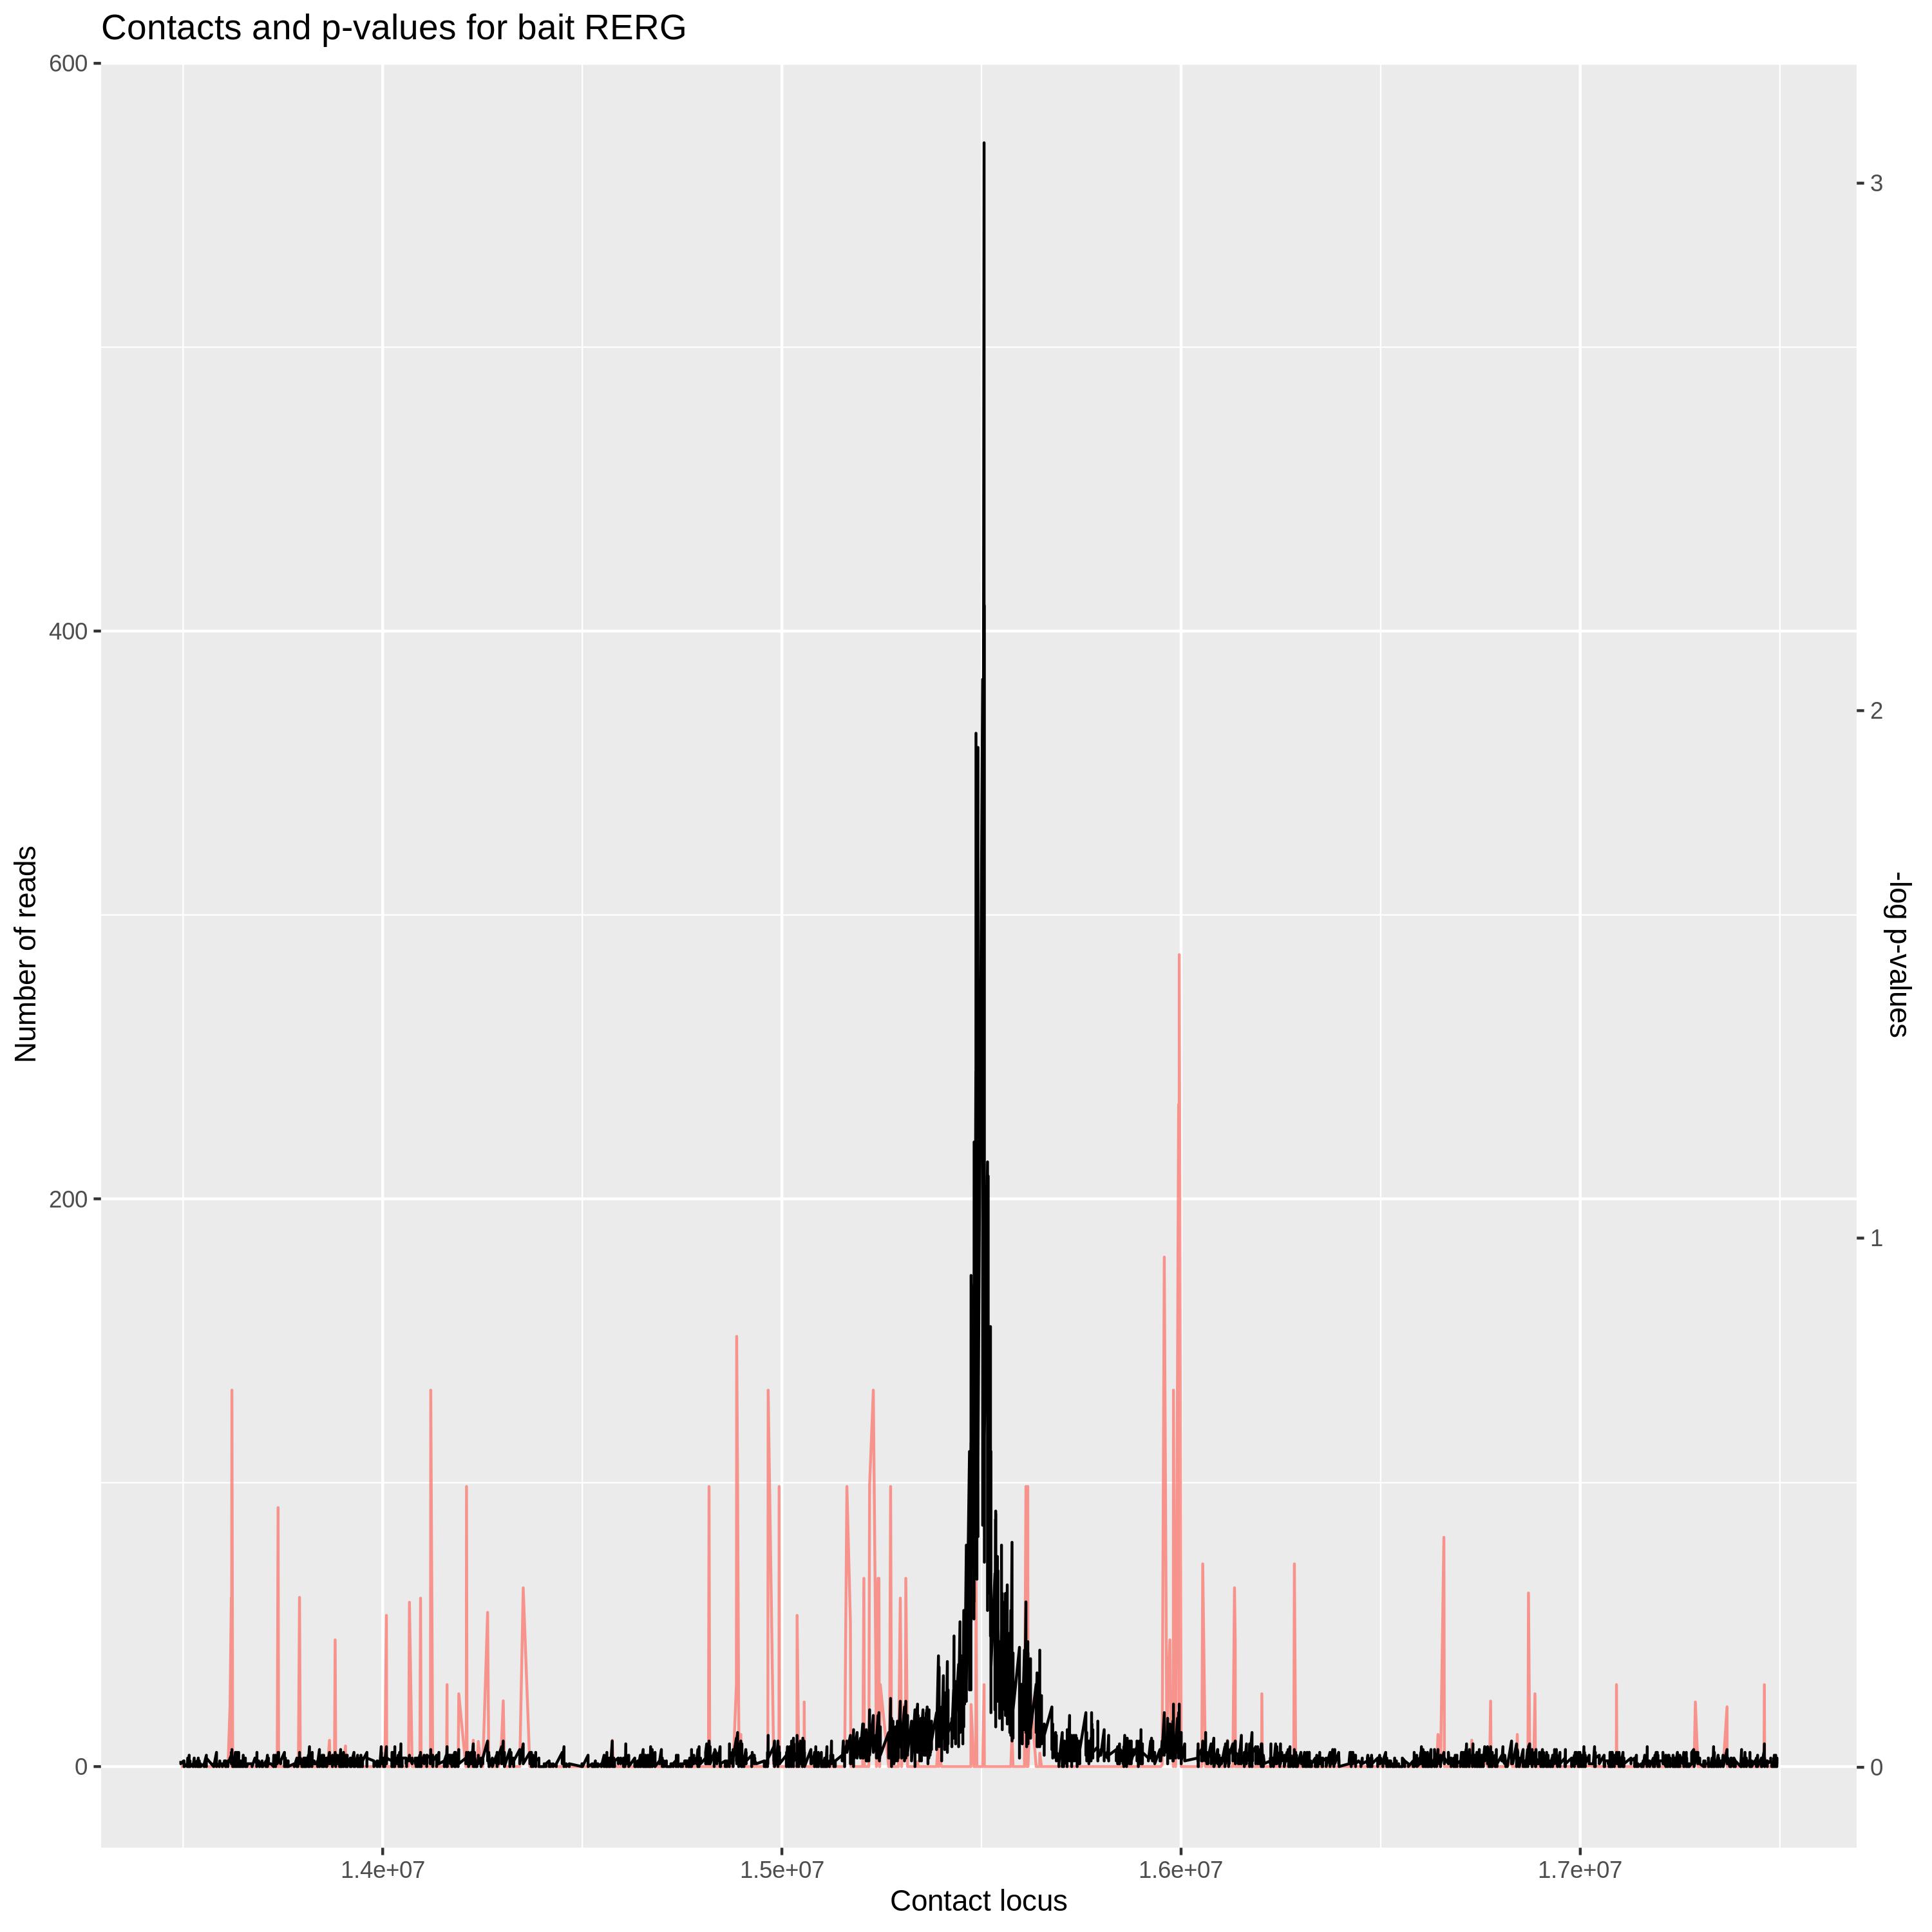 Contacts and p-values for bait RERG
600
400
200
0
Number of reads
3
2
1
0
-log p-values
1.4e+07
1.5e+07
1.6e+07
1.7e+07
Contact locus